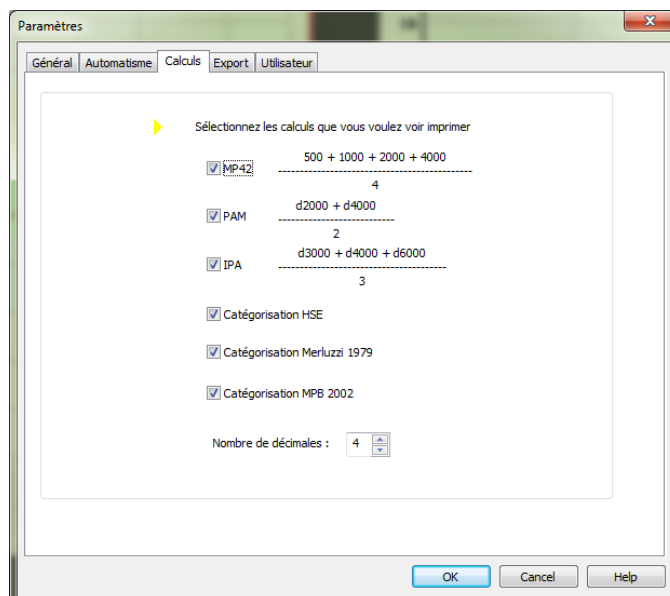 Paramètres
Général Automatisme Calculs Export Utilisateur
Sélectionnez les calculs que vous voulez voir imprimer
MP42
500 + 1000 + 2000 + 4000
4
PAM
d2000 + d4000
2
IPA
d3000 + d4000 + d6000
3
Catégorisation HSE
Catégorisation Merluzzi 1979
Catégorisation MPB 2002
Nombre de décimales : 4
OK Cancel Help